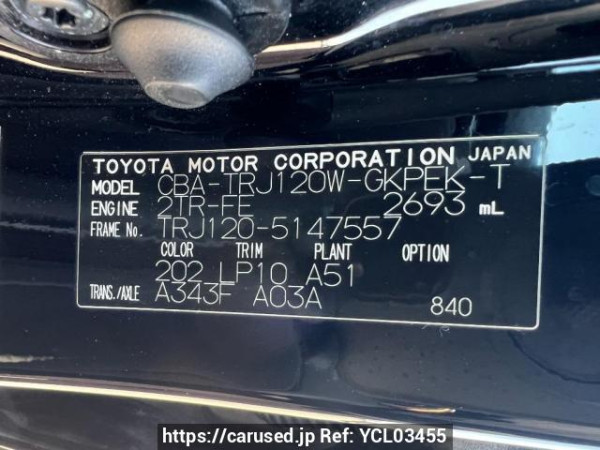 TOYOTA MOTOR CORPORATION JAPAN
MODEL CBA-TRJ120W-GKPEK-T
ENGINE 2TR-FE 2693 mL
FRAME No. TRJ120-5147557
COLOR TRIM PLANT OPTION
202 LP10 A51
TRANS./AXLE A343F A03A 840
https://carused.jp Ref: YCL03455